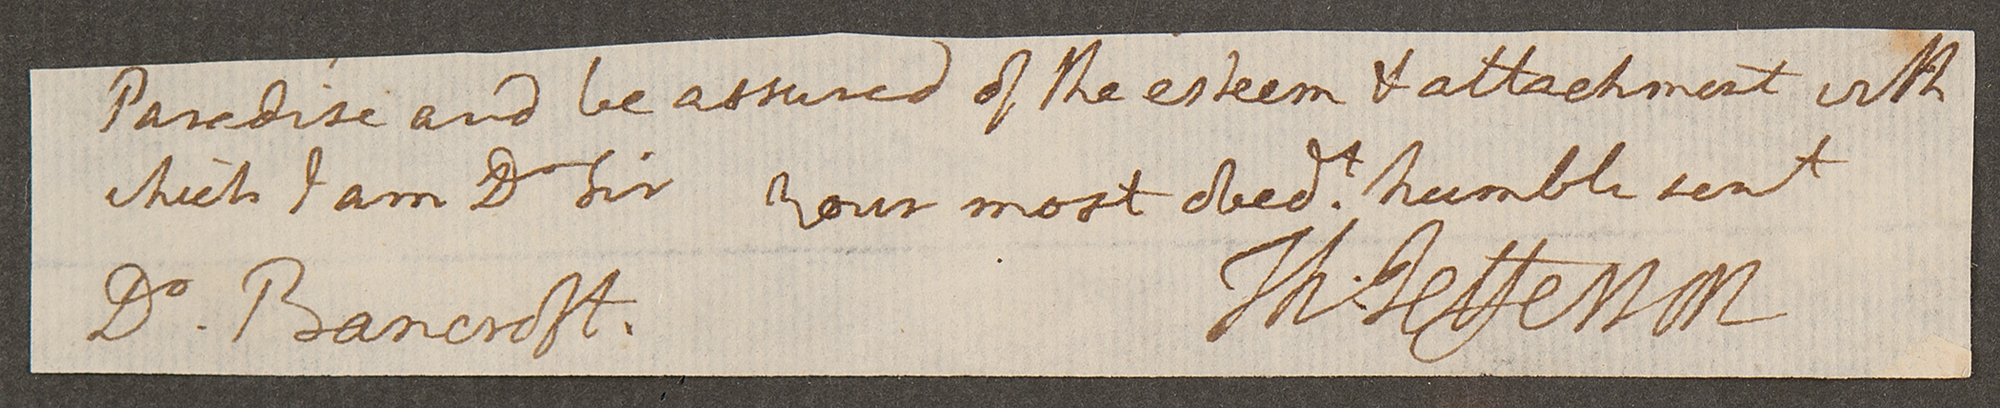 Paradise and be assured of the esteem & attachment with
which I am Dr Sir your most obedt. humble servt
Dr. Bancroft.
Th: Jefferson